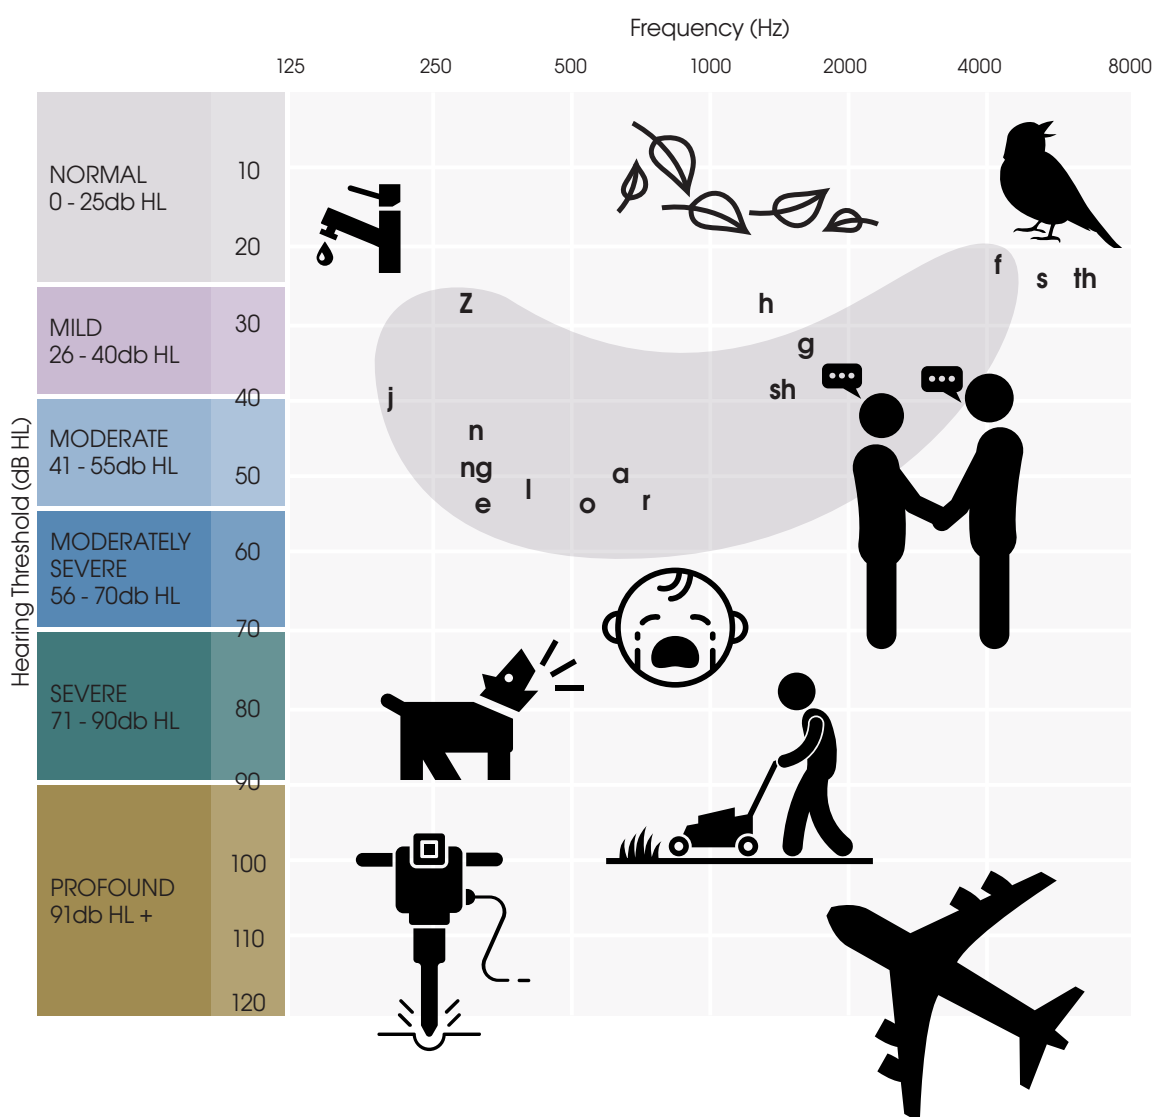 Frequency (Hz)
125 250 500 1000 2000 4000 8000
Hearing Threshold (dB HL)
NORMAL
0 - 25db HL
10
20
MILD
26 - 40db HL
30
40
MODERATE
41 - 55db HL
50
MODERATELY
SEVERE
56 - 70db HL
60
70
SEVERE
71 - 90db HL
80
90
PROFOUND
91db HL +
100
110
120
f
s th
z h
g
j sh
n
ng a
l r
e o